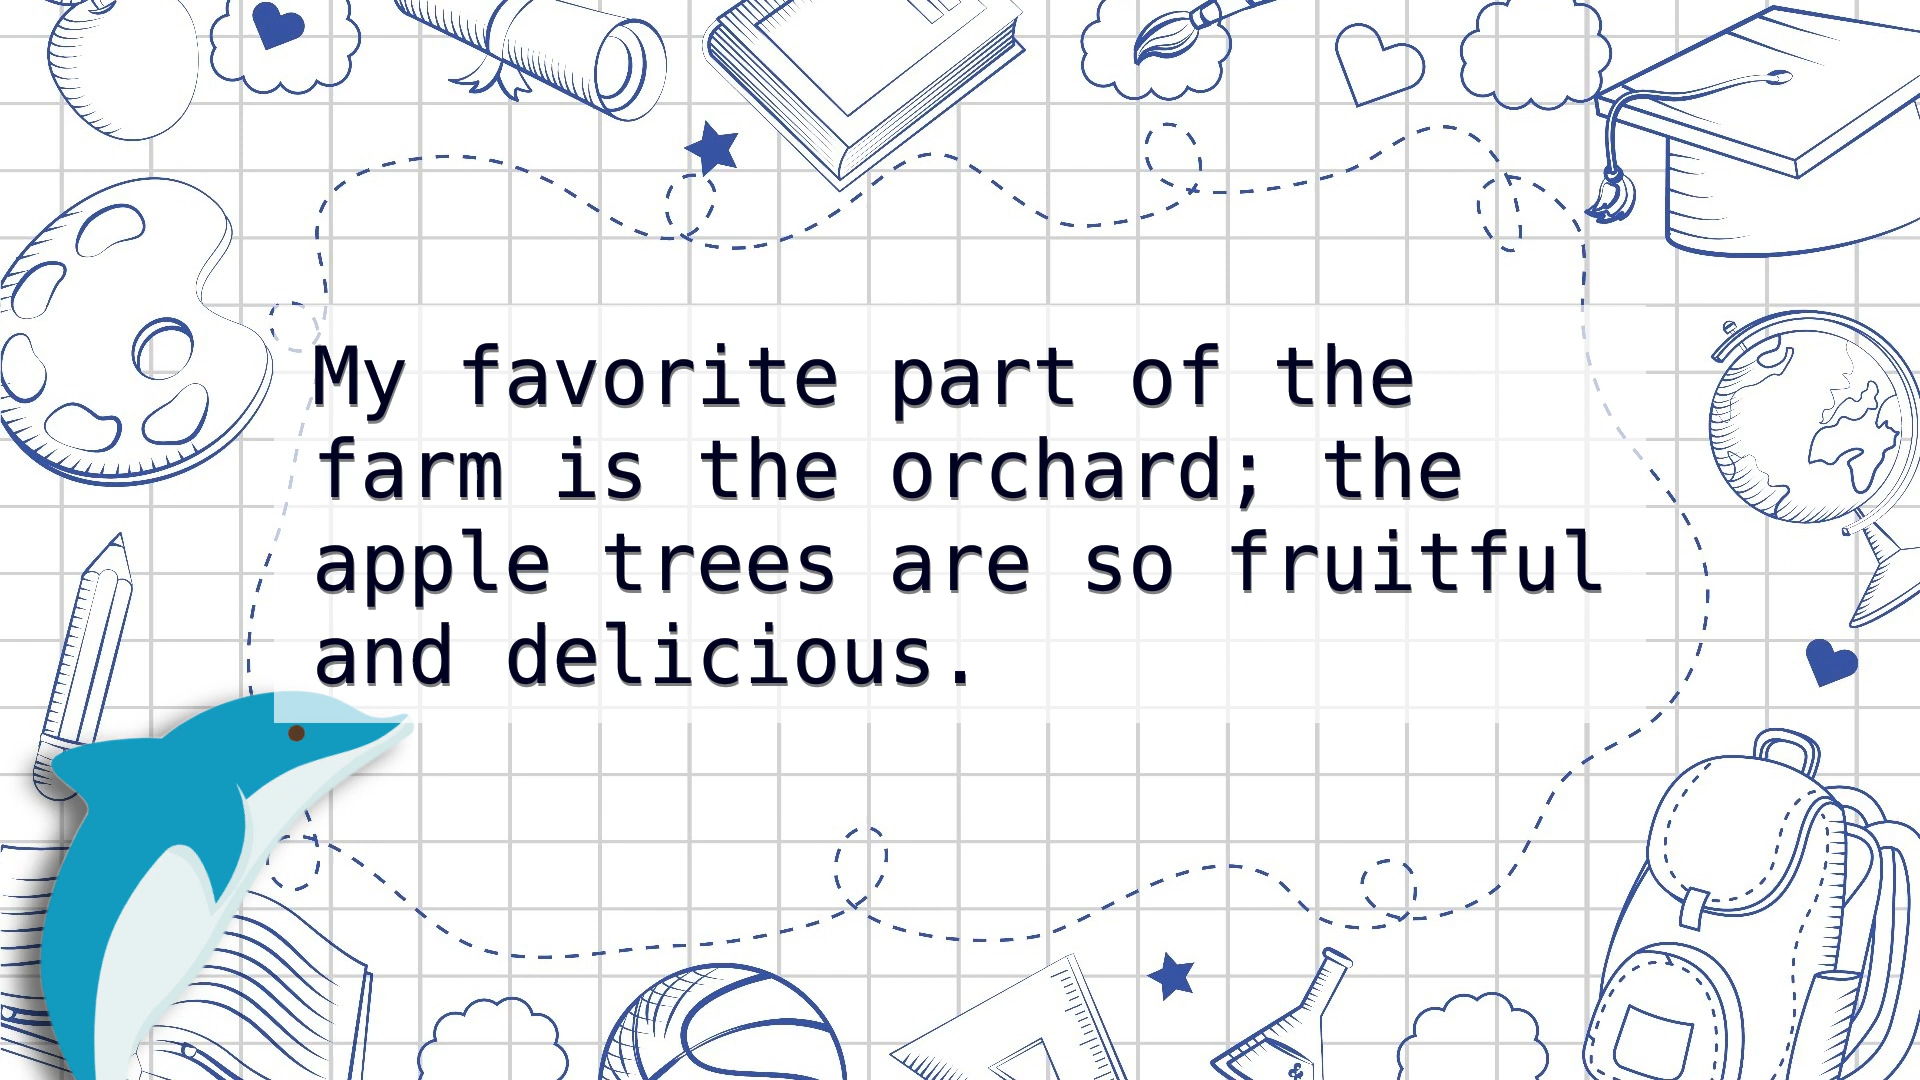 My favorite part of the
farm is the orchard; the
apple trees are so fruitful
and delicious.